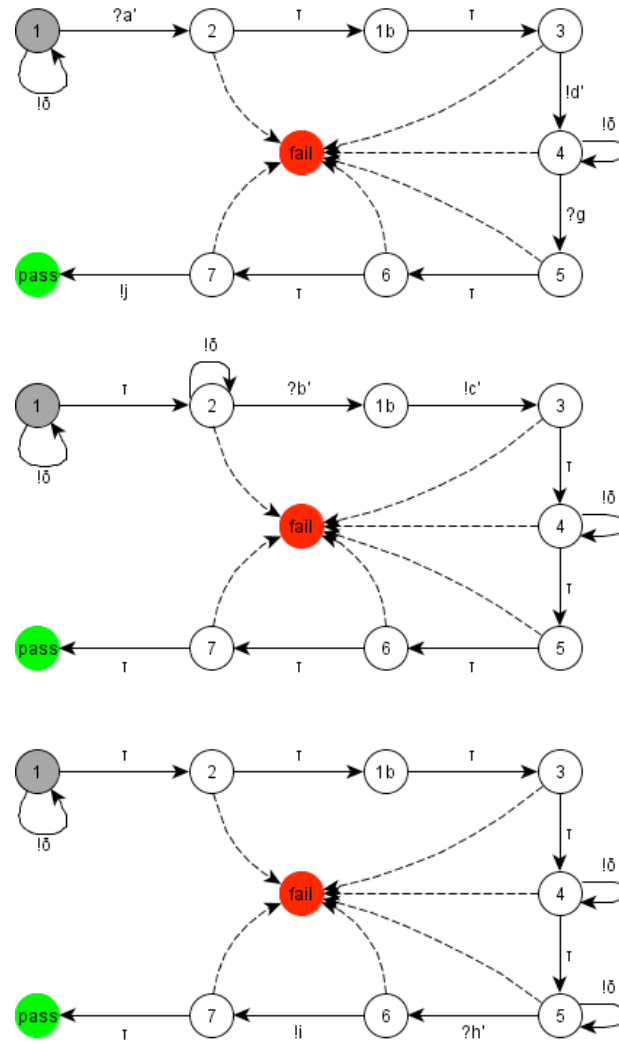 ?a' τ τ
1 2 1b 3
!δ !d'
!δ
fail 4
?g
pass 7 6 5
!j τ τ
!δ
τ ?b' !c'
1 2 1b 3
!δ τ
!δ
fail 4
τ
pass 7 6 5
τ τ τ
τ τ τ
1 2 1b 3
!δ τ
!δ
fail 4
τ
!δ
pass 7 6 5
τ !i ?h'